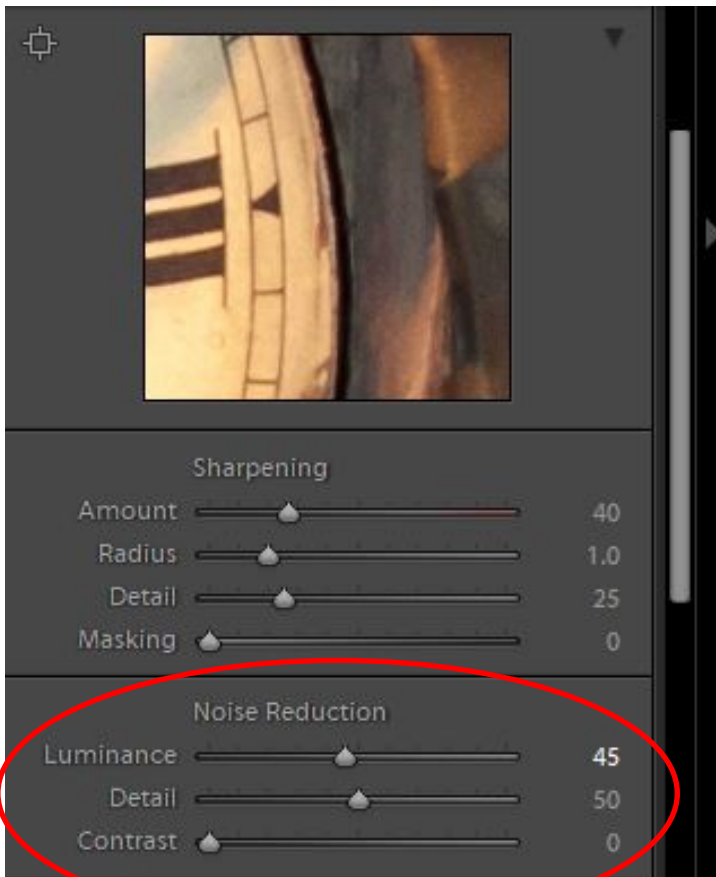 Sharpening
Amount 40
Radius 1.0
Detail 25
Masking 0
Noise Reduction
Luminance 45
Detail 50
Contrast 0